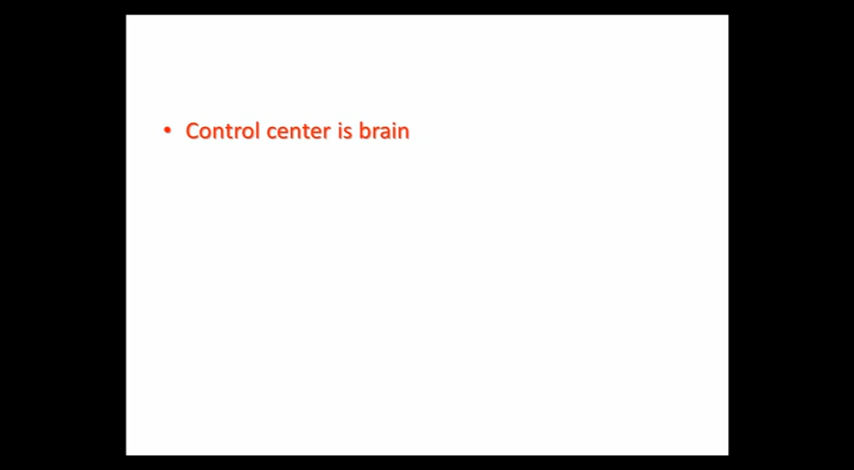 • Control center is brain